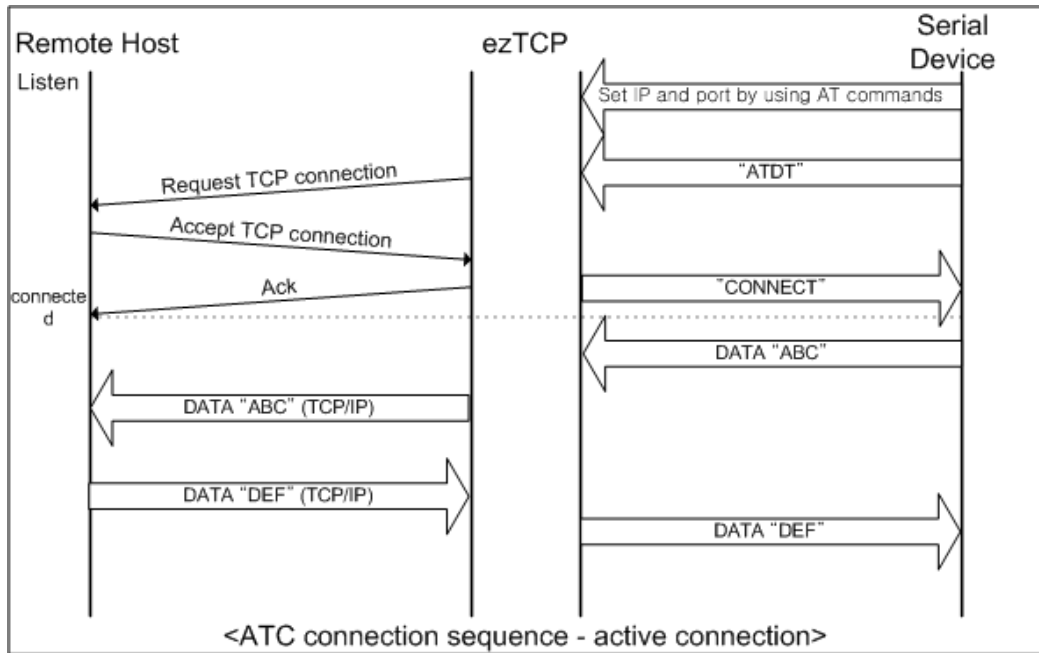 Remote Host
ezTCP
Serial
Device
Listen
Set IP and port by using AT commands
"ATDT"
Request TCP connection
Accept TCP connection
Ack
"CONNECT"
connecte
d
DATA "ABC"
DATA "ABC" (TCP/IP)
DATA "DEF" (TCP/IP)
DATA "DEF"
<ATC connection sequence - active connection>